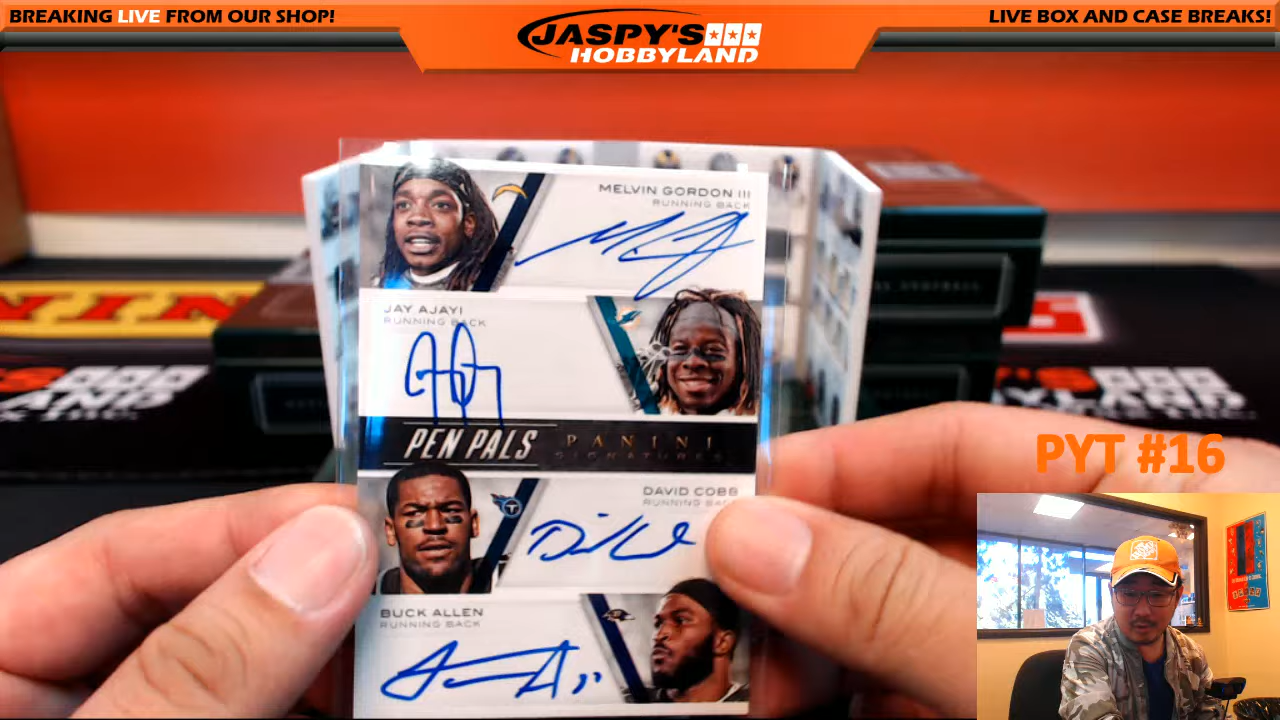 BREAKING LIVE FROM OUR SHOP!
JASPY'S
HOBBYLAND
LIVE BOX AND CASE BREAKS!
MELVIN GORDON III
RUNNING BACK
JAY AJAYI
RUNNING BACK
PEN PALS
PANINI
SIGNATURES
DAVID COBB
RUNNING BACK
BUCK ALLEN
RUNNING BACK
PYT #16